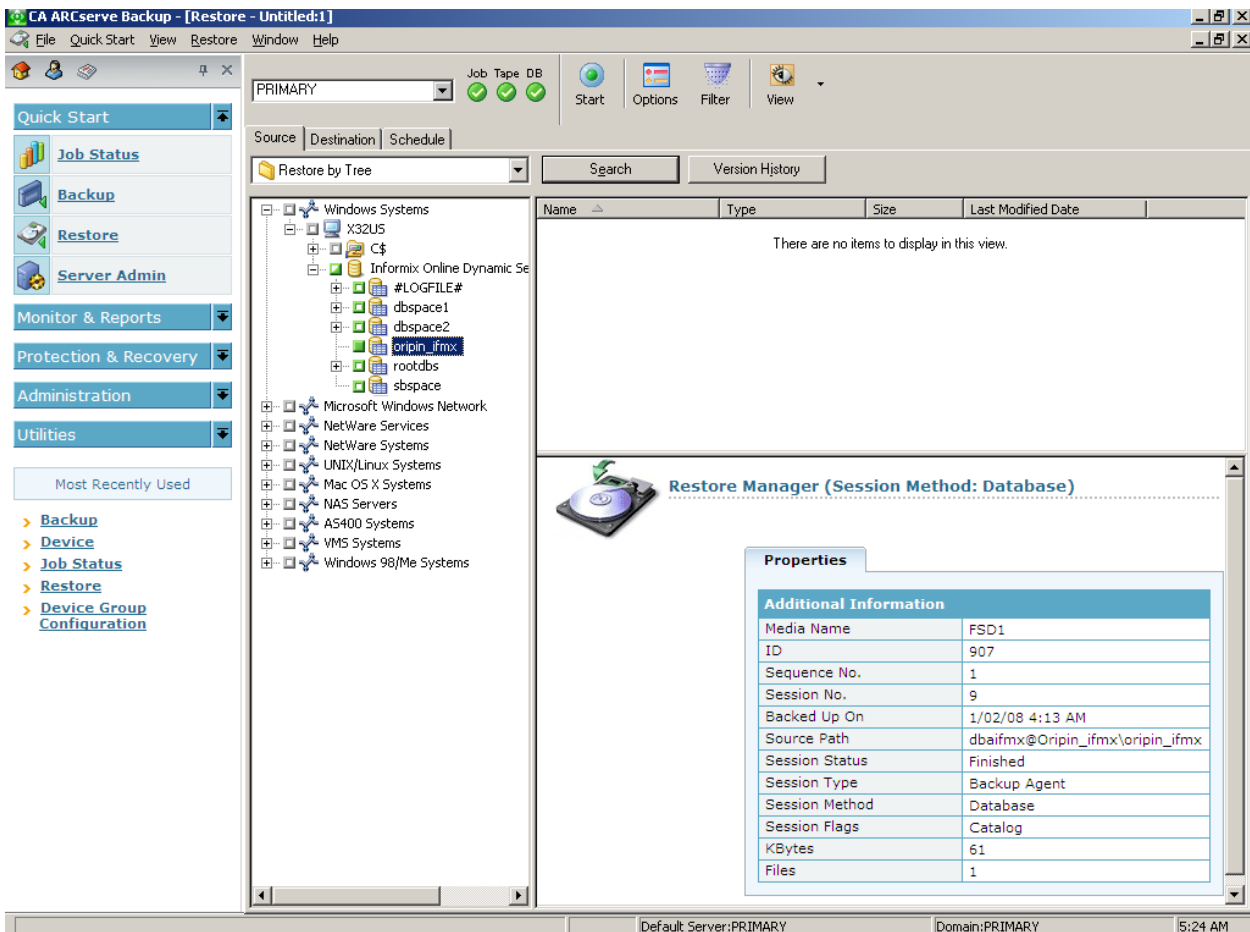 CA ARCserve Backup - [Restore - Untitled:1]
File Quick Start View Restore Window Help
Quick Start
Job Status
Backup
Restore
Server Admin
Monitor & Reports
Protection & Recovery
Administration
Utilities
Most Recently Used
Backup
Device
Job Status
Restore
Device Group
Configuration
PRIMARY
Job Tape DB
Start
Options
Filter
View
Source Destination Schedule
Restore by Tree
Search
Version History
Windows Systems
X32U5
C$
Informix Online Dynamic Se
#LOGFILE#
dbspace1
dbspace2
oripin_ifmx
rootdbs
sbspace
Microsoft Windows Network
NetWare Services
NetWare Systems
UNIX/Linux Systems
Mac OS X Systems
NAS Servers
AS400 Systems
VMS Systems
Windows 98/Me Systems
Name Type Size Last Modified Date
There are no items to display in this view.
Restore Manager (Session Method: Database)
Properties
Additional Information
Media Name FSD1
ID 907
Sequence No. 1
Session No. 9
Backed Up On 1/02/08 4:13 AM
Source Path dbaifmx@Oripin_ifmx\oripin_ifmx
Session Status Finished
Session Type Backup Agent
Session Method Database
Session Flags Catalog
KBytes 61
Files 1
Default Server:PRIMARY Domain:PRIMARY 5:24 AM